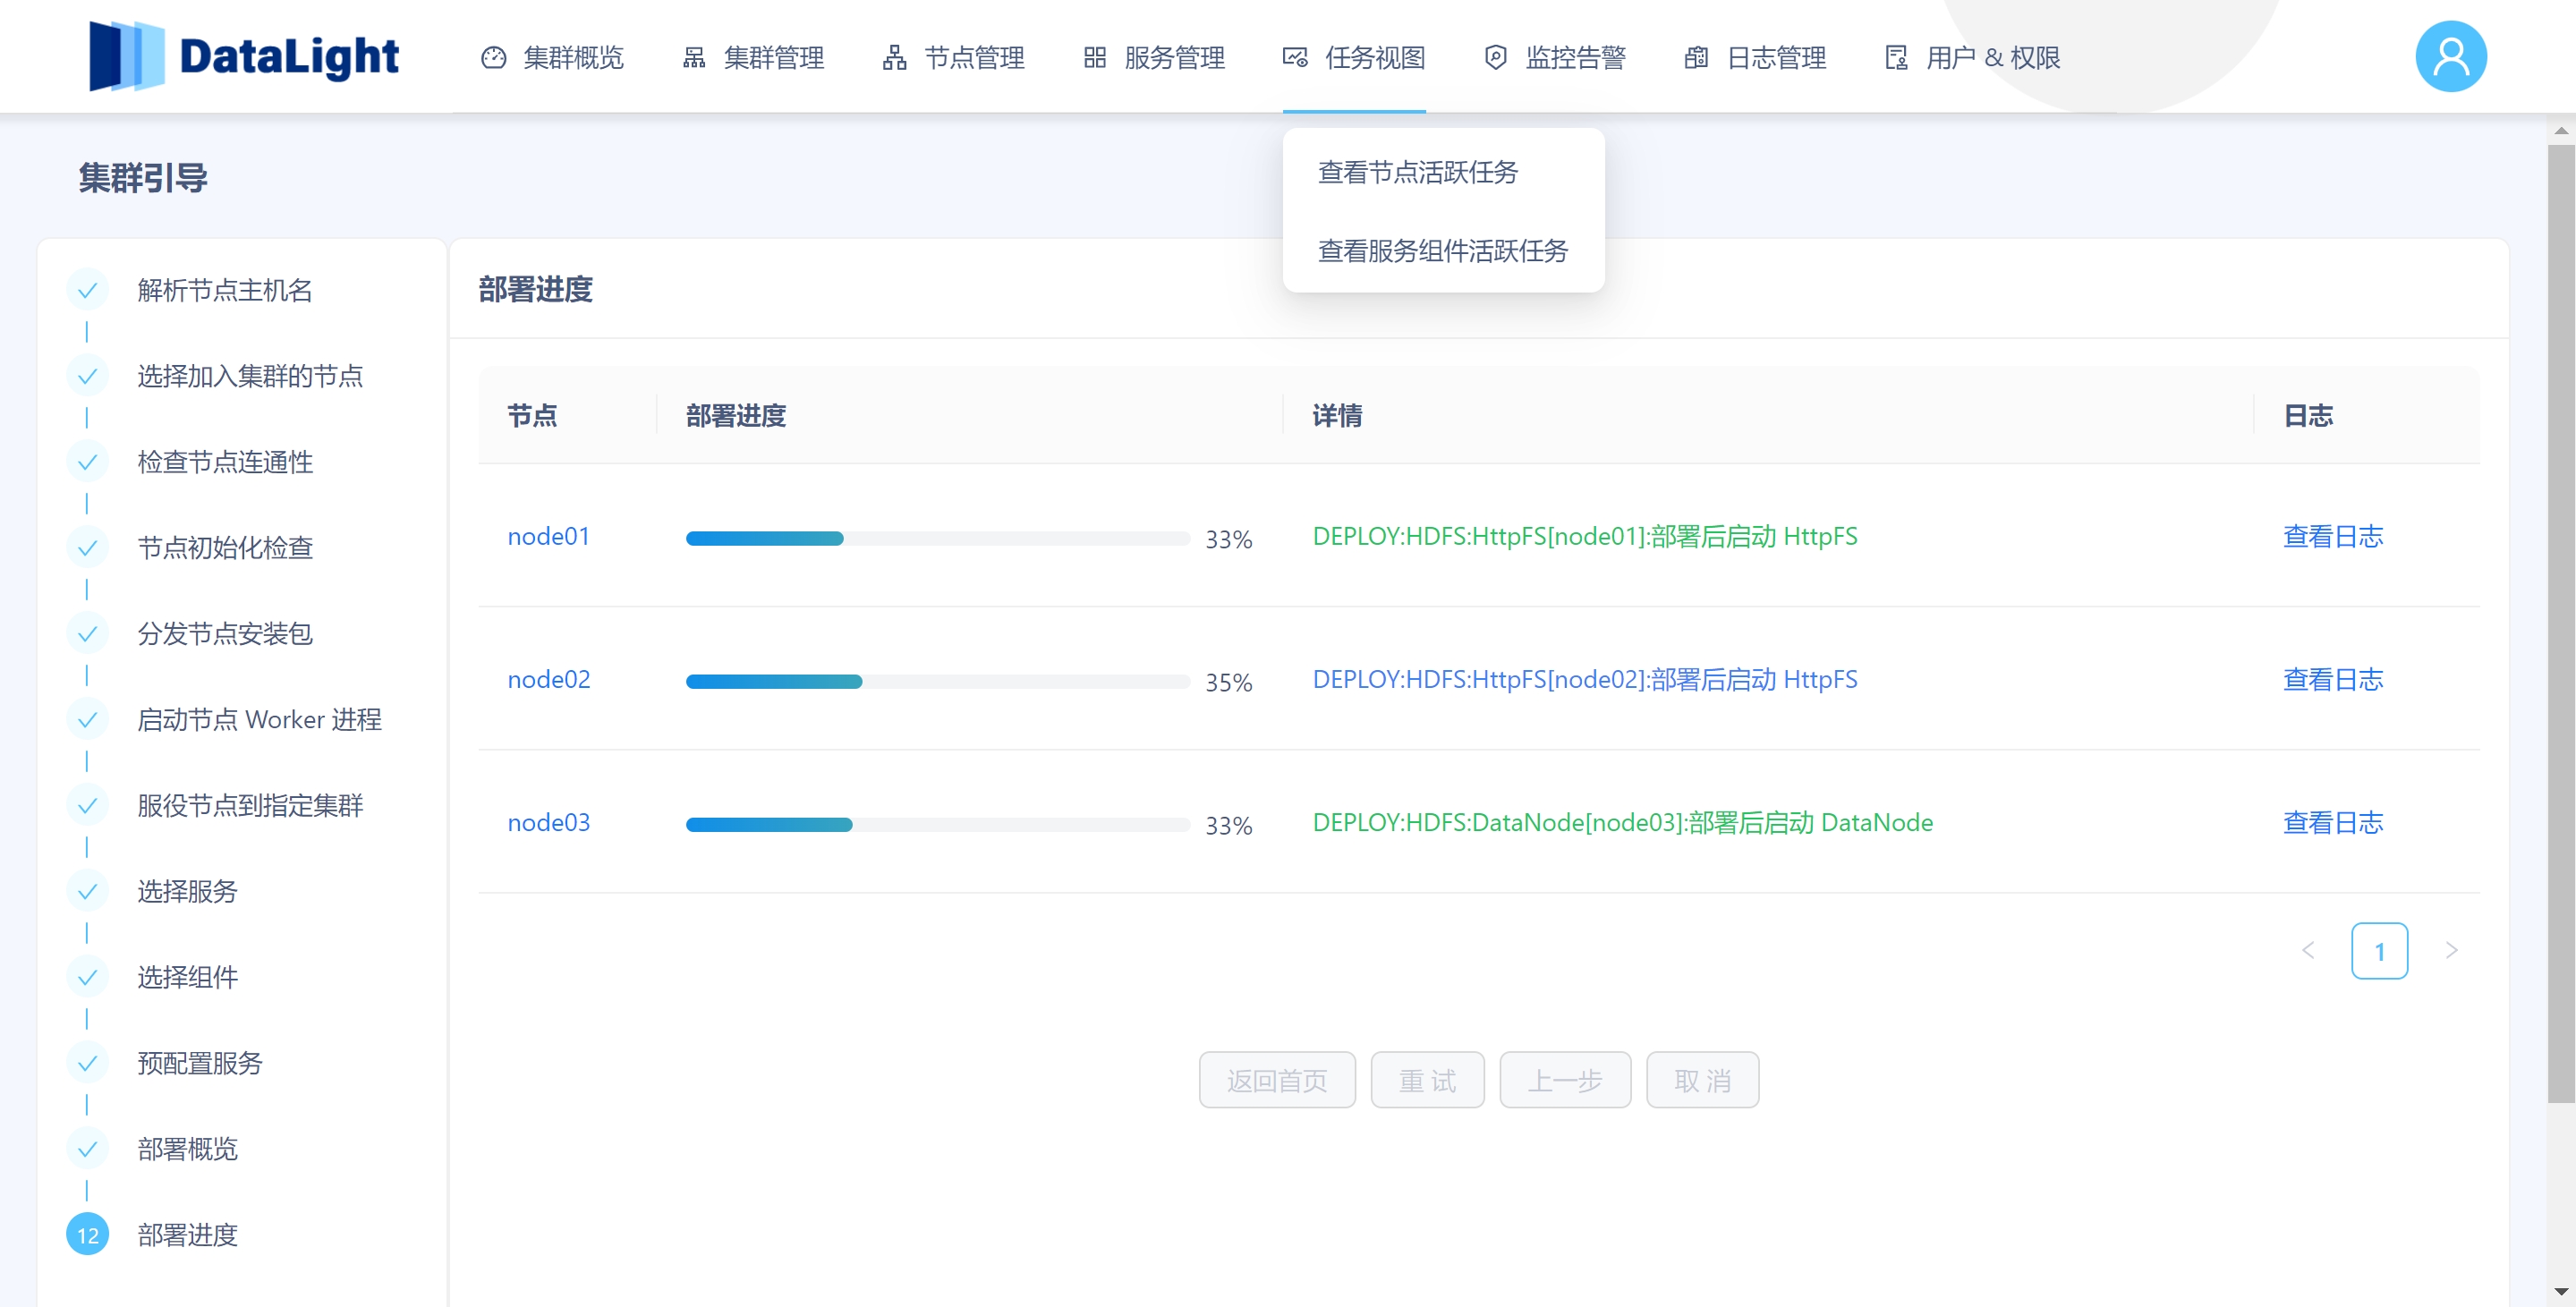 DataLight
集群概览
集群管理
节点管理
服务管理
任务视图
监控告警
日志管理
用户 & 权限
查看节点活跃任务
查看服务组件活跃任务
集群引导
解析节点主机名
选择加入集群的节点
检查节点连通性
节点初始化检查
分发节点安装包
启动节点 Worker 进程
服役节点到指定集群
选择服务
选择组件
预配置服务
部署概览
12 部署进度
部署进度
节点 部署进度 详情 日志
node01 33% DEPLOY:HDFS:HttpFS[node01]:部署后启动 HttpFS 查看日志
node02 35% DEPLOY:HDFS:HttpFS[node02]:部署后启动 HttpFS 查看日志
node03 33% DEPLOY:HDFS:DataNode[node03]:部署后启动 DataNode 查看日志
< 1 >
返回首页 重 试 上一步 取 消